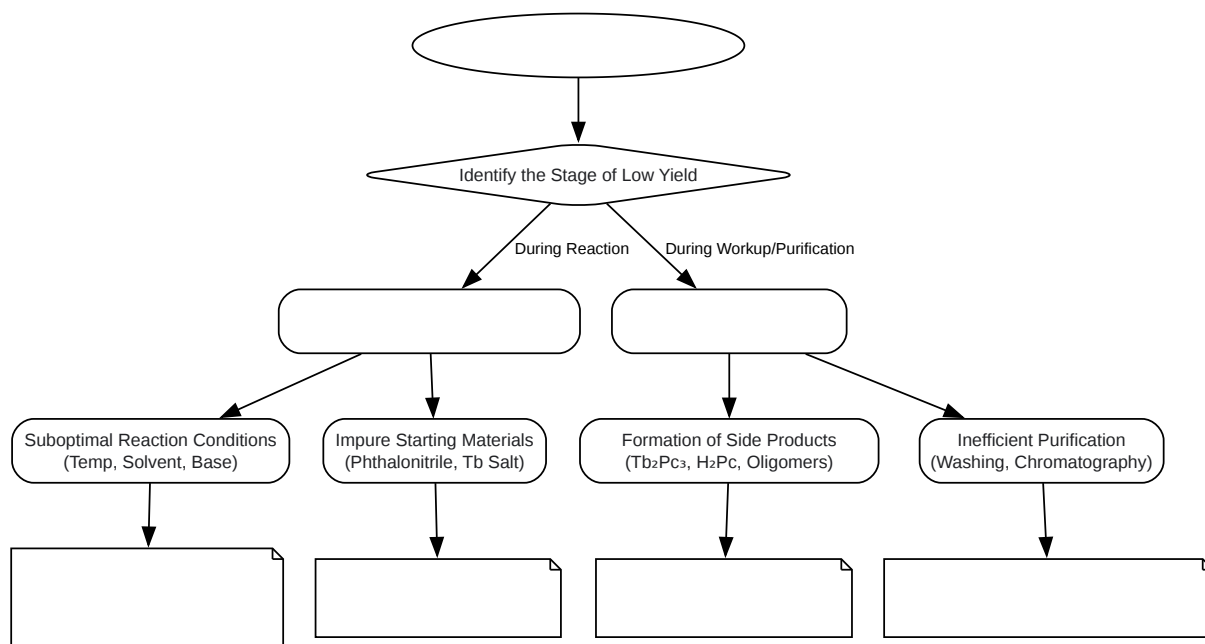 Identify the Stage of Low Yield
During Reaction
During Workup/Purification
Suboptimal Reaction Conditions
(Temp, Solvent, Base)
Impure Starting Materials
(Phthalonitrile, Tb Salt)
Formation of Side Products
(Tb₂Pc₃, H₂Pc, Oligomers)
Inefficient Purification
(Washing, Chromatography)